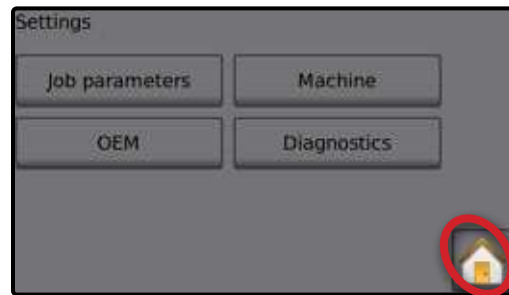 Settings
Job parameters
Machine
OEM
Diagnostics